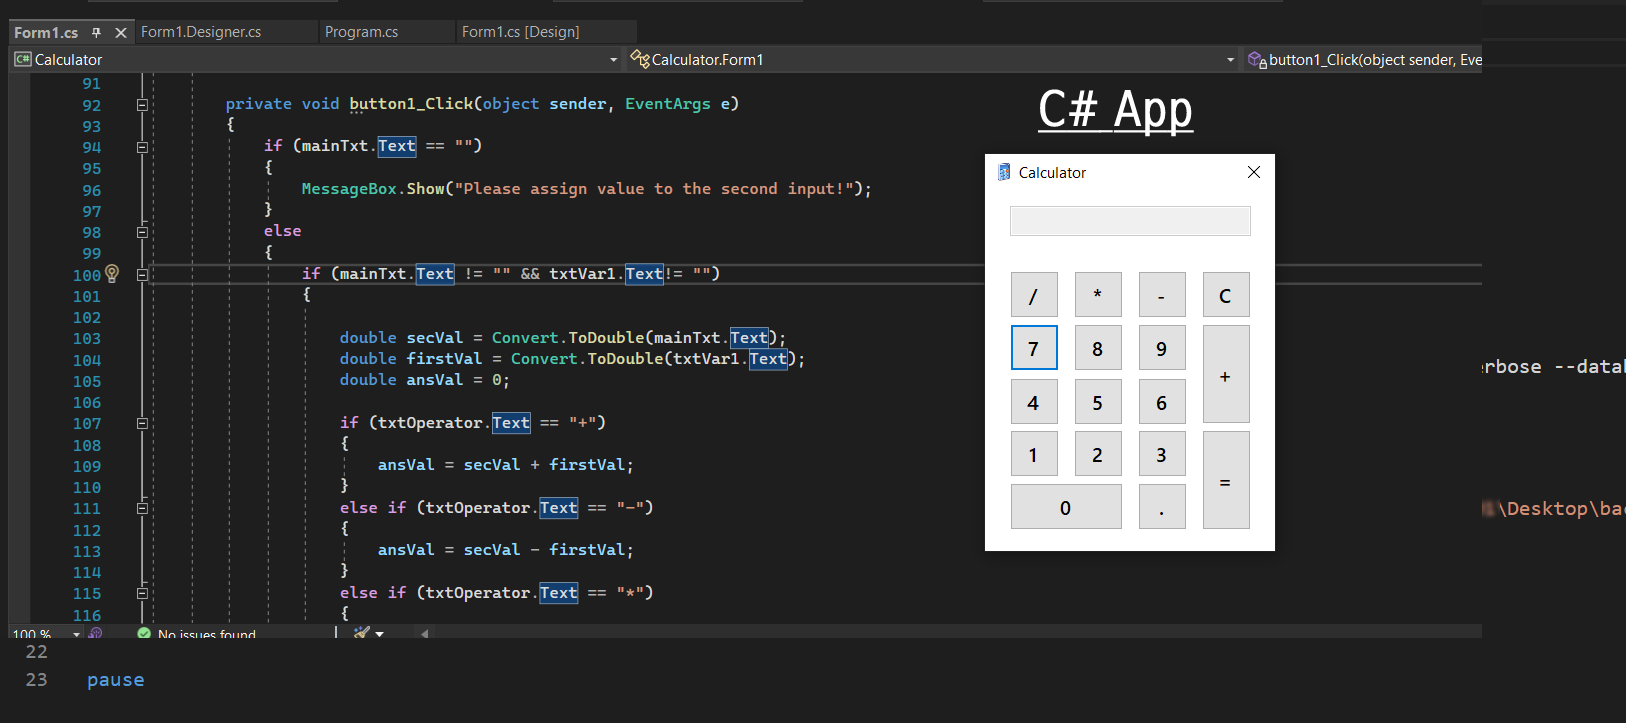 Form1.cs
Form1.Designer.cs
Program.cs
Form1.cs [Design]
C# Calculator
Calculator.Form1
button1_Click(object sender, Eve
91
92 private void button1_Click(object sender, EventArgs e)
93 {
94 if (mainTxt.Text == "")
95 {
96 MessageBox.Show("Please assign value to the second input!");
97 }
98 else
99 {
100 if (mainTxt.Text != "" && txtVar1.Text!= "")
101 {
102
103 double secVal = Convert.ToDouble(mainTxt.Text);
104 double firstVal = Convert.ToDouble(txtVar1.Text);
105 double ansVal = 0;
106
107 if (txtOperator.Text == "+")
108 {
109 ansVal = secVal + firstVal;
110 }
111 else if (txtOperator.Text == "-")
112 {
113 ansVal = secVal - firstVal;
114 }
115 else if (txtOperator.Text == "*")
116 {
100 %
No issues found
22
23 pause
C# App
Calculator
/ * - C
7 8 9
+
4 5 6
1 2 3
=
0 .
rbose --datab
\Desktop\bac